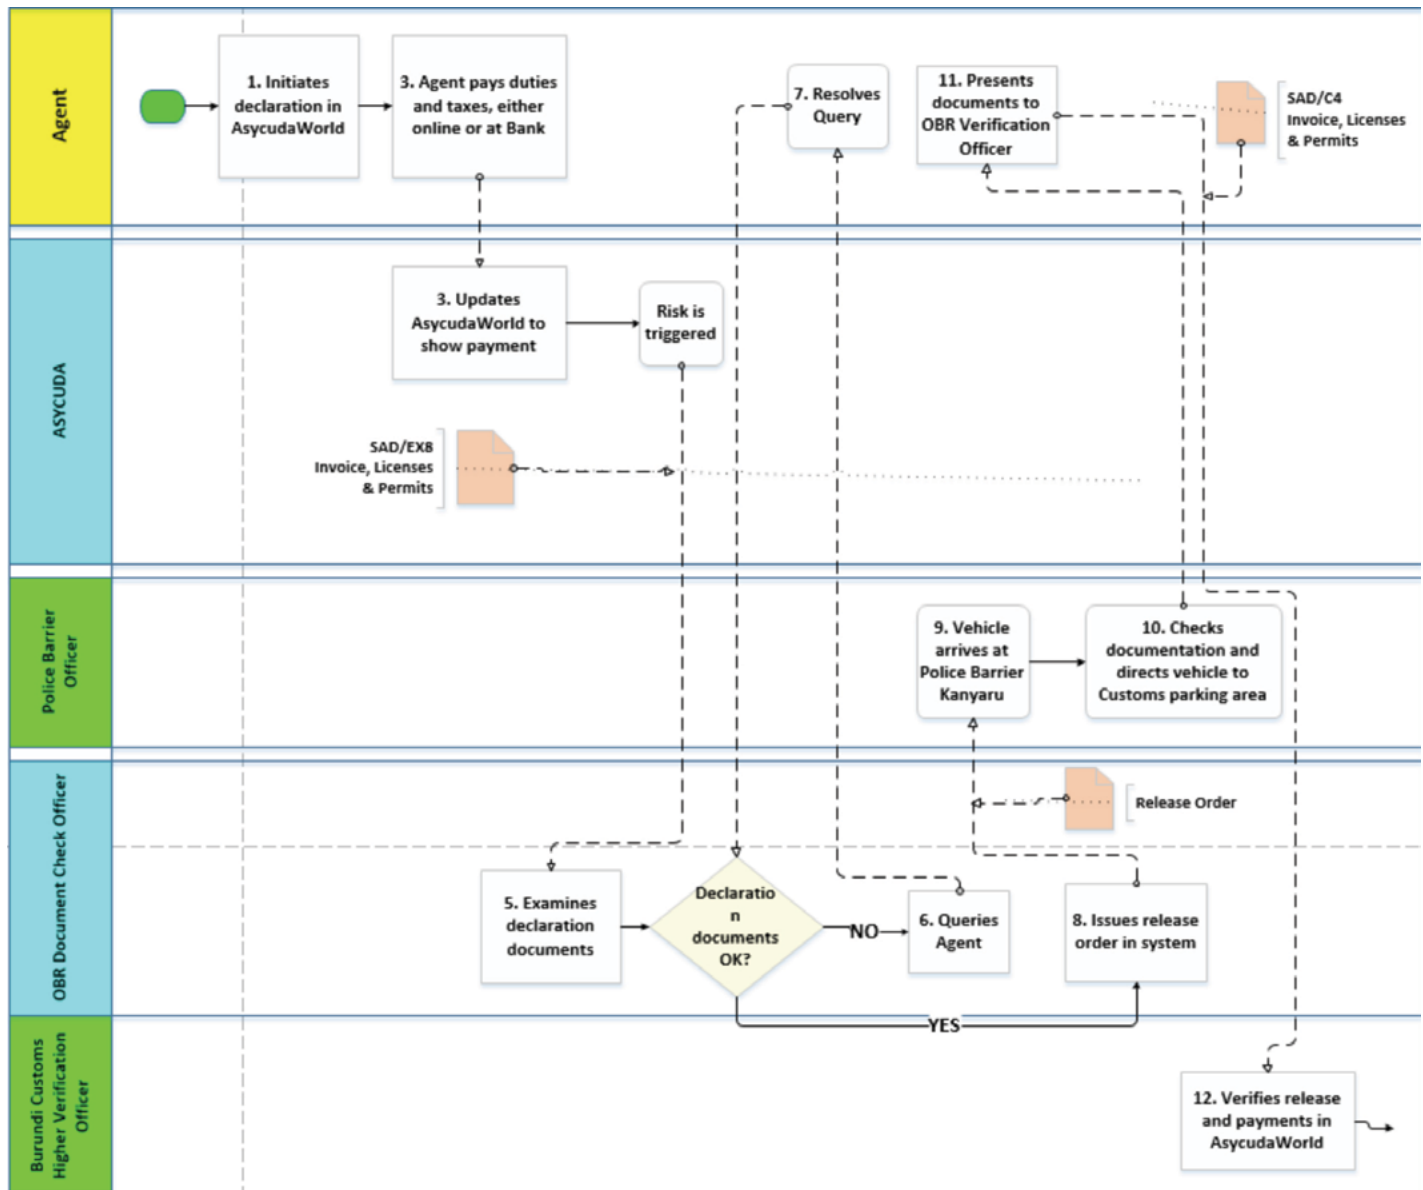 Agent
1. Initiates
declaration in
AsycudaWorld
3. Agent pays duties
and taxes, either
online or at Bank
7. Resolves
Query
11. Presents
documents to
OBR Verification
Officer
SAD/C4
Invoice, Licenses
& Permits
ASYCUDA
3. Updates
AsycudaWorld to
show payment
Risk is
triggered
SAD/EX8
Invoice, Licenses
& Permits
Police Barrier
Officer
9. Vehicle
arrives at
Police Barrier
Kanyaru
10. Checks
documentation and
directs vehicle to
Customs parking area
OBR Document Check Officer
Release Order
5. Examines
declaration
documents
Declaratio
n
documents
OK?
NO
6. Queries
Agent
8. Issues release
order in system
YES
Burundi Customs
Higher Verification
Officer
12. Verifies release
and payments in
AsycudaWorld